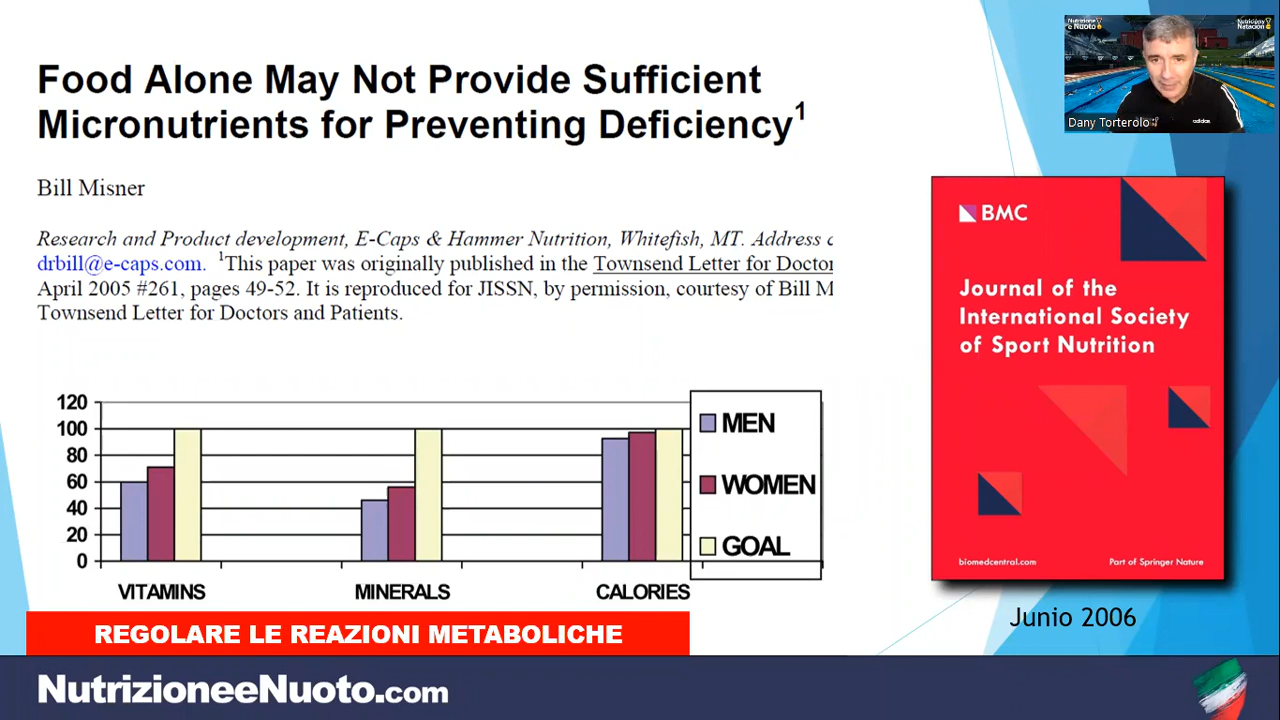 Food Alone May Not Provide Sufficient
Micronutrients for Preventing Deficiency1
Bill Misner
Research and Product development, E-Caps & Hammer Nutrition, Whitefish, MT. Address c
drbill@e-caps.com. 1This paper was originally published in the Townsend Letter for Doctor
April 2005 #261, pages 49-52. It is reproduced for JISSN, by permission, courtesy of Bill M
Townsend Letter for Doctors and Patients.
120
100
80
60
40
20
0
VITAMINS MINERALS CALORIES
MEN
WOMEN
GOAL
REGOLARE LE REAZIONI METABOLICHE
NutrizioneeNuoto.com
Nutrizione
e Nuoto
Nutrición y
Natación
adidas
Dany Torterolo
BMC
Journal of the
International Society
of Sport Nutrition
biomedcentral.com Part of Springer Nature
Junio 2006